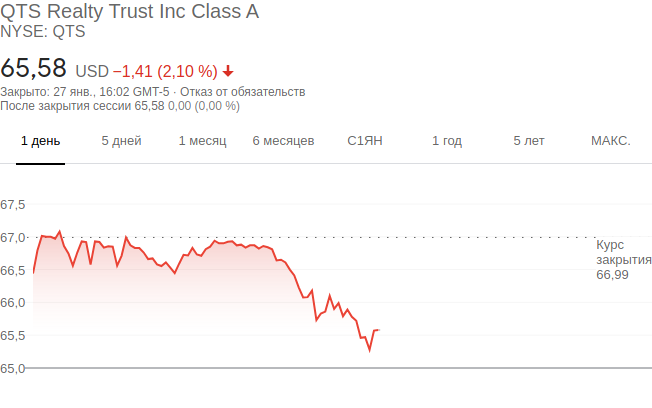 QTS Realty Trust Inc Class A
NYSE: QTS
65,58 USD −1,41 (2,10 %)
Закрыто: 27 янв., 16:02 GMT-5 · Отказ от обязательств
После закрытия сессии 65,58 0,00 (0,00 %)
1 день 5 дней 1 месяц 6 месяцев С1ЯН 1 год 5 лет МАКС.
67,5
67,0
Курс
закрытия
66,99
66,5
66,0
65,5
65,0